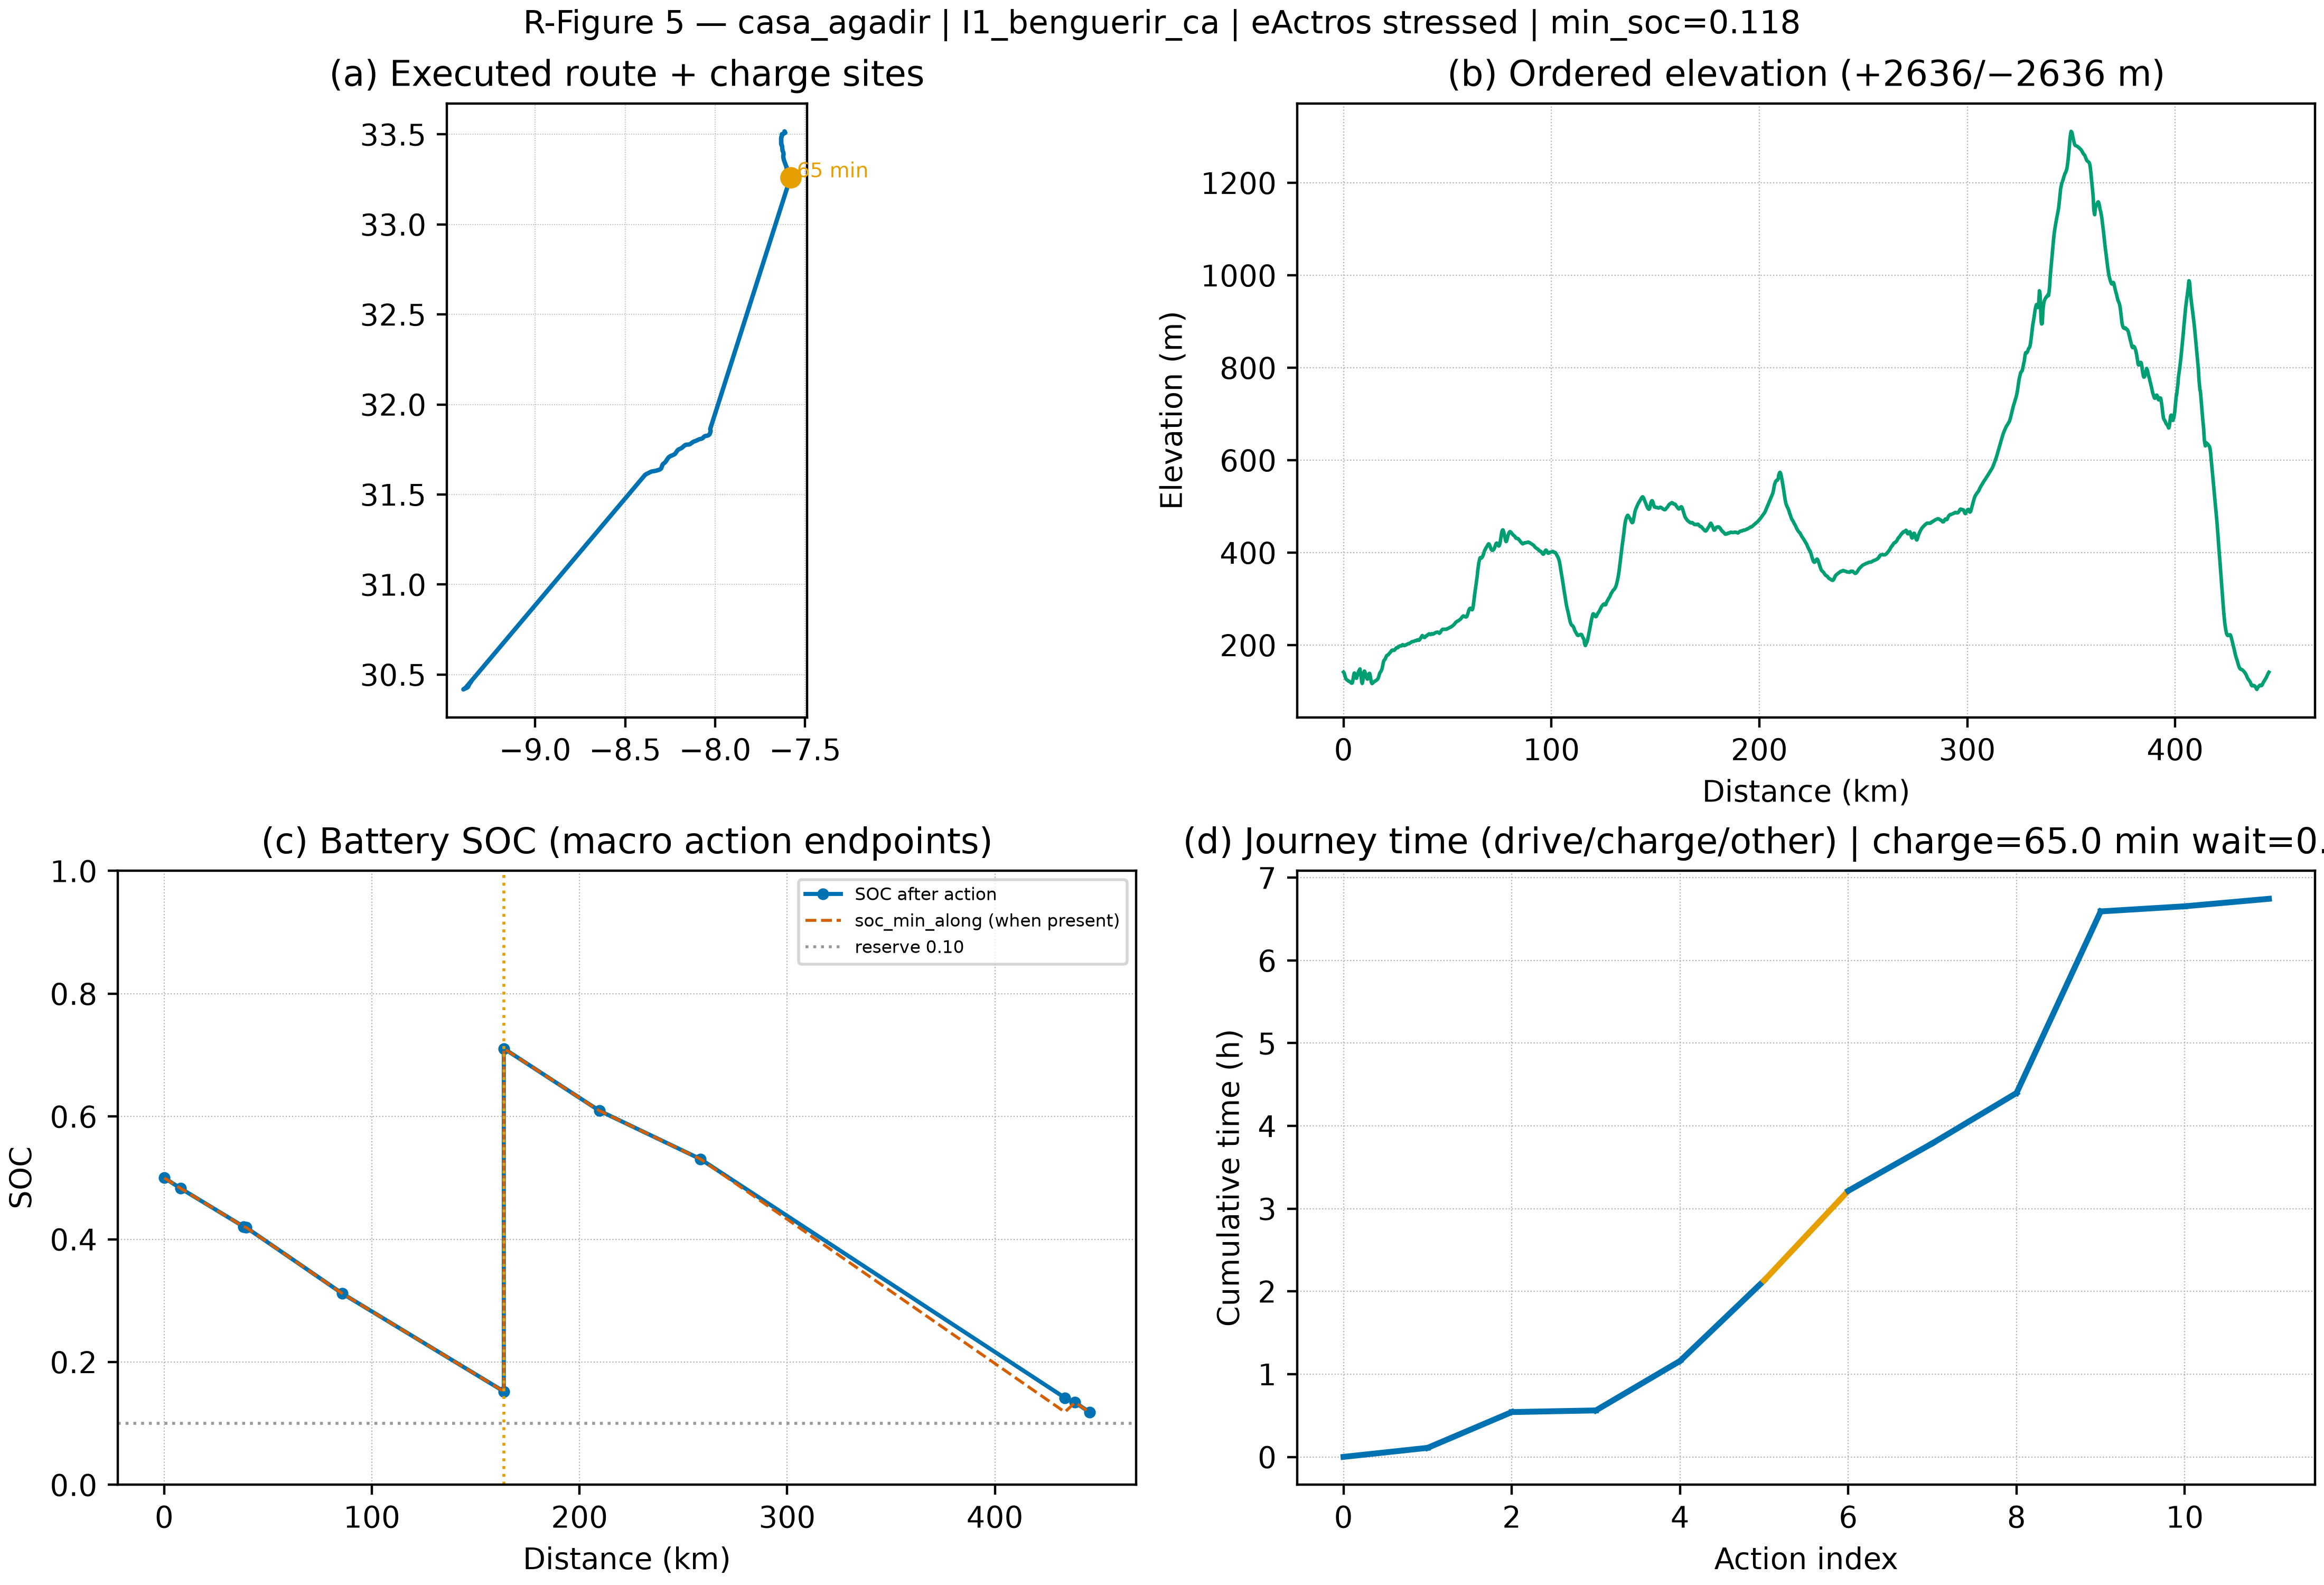 R-Figure 5 — casa_agadir | I1_benguerir_ca | eActros stressed | min_soc=0.118
(a) Executed route + charge sites
33.5
33.0
32.5
32.0
31.5
31.0
30.5
65 min
−9.0 −8.5 −8.0 −7.5
(b) Ordered elevation (+2636/−2636 m)
Elevation (m)
1200
1000
800
600
400
200
0 100 200 300 400
Distance (km)
(c) Battery SOC (macro action endpoints)
SOC
1.0
0.8
0.6
0.4
0.2
0.0
SOC after action
soc_min_along (when present)
reserve 0.10
0 100 200 300 400
Distance (km)
(d) Journey time (drive/charge/other) | charge=65.0 min wait=0.
Cumulative time (h)
7
6
5
4
3
2
1
0
0 2 4 6 8 10
Action index